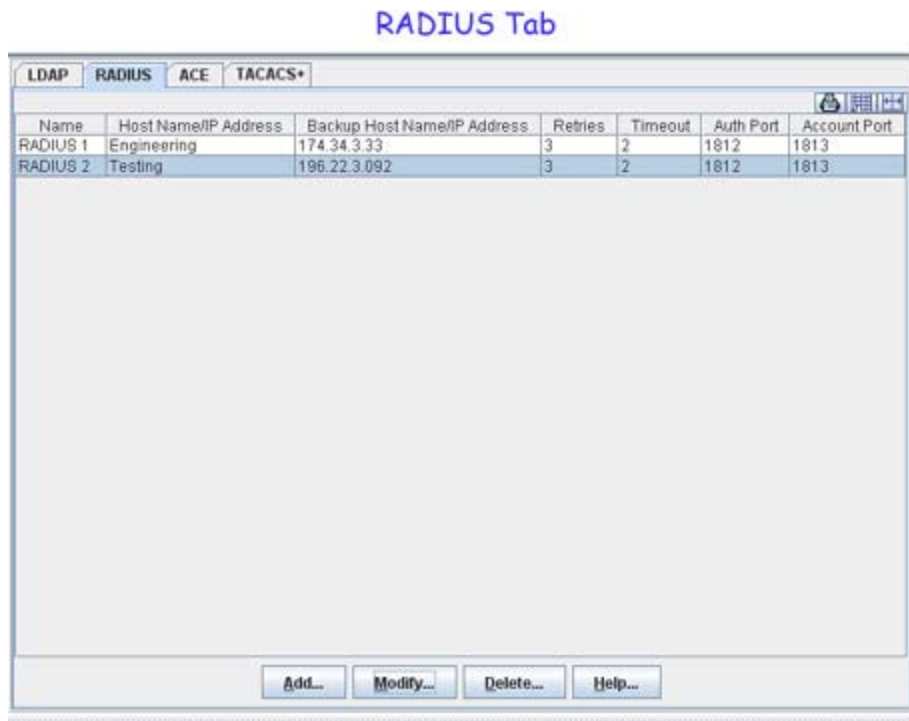 RADIUS Tab
LDAP RADIUS ACE TACACS+
Name Host Name/IP Address Backup Host Name/IP Address Retries Timeout Auth Port Account Port
RADIUS 1 Engineering 174.34.3.33 3 2 1812 1813
RADIUS 2 Testing 196.22.3.092 3 2 1812 1813
Add... Modify... Delete... Help...